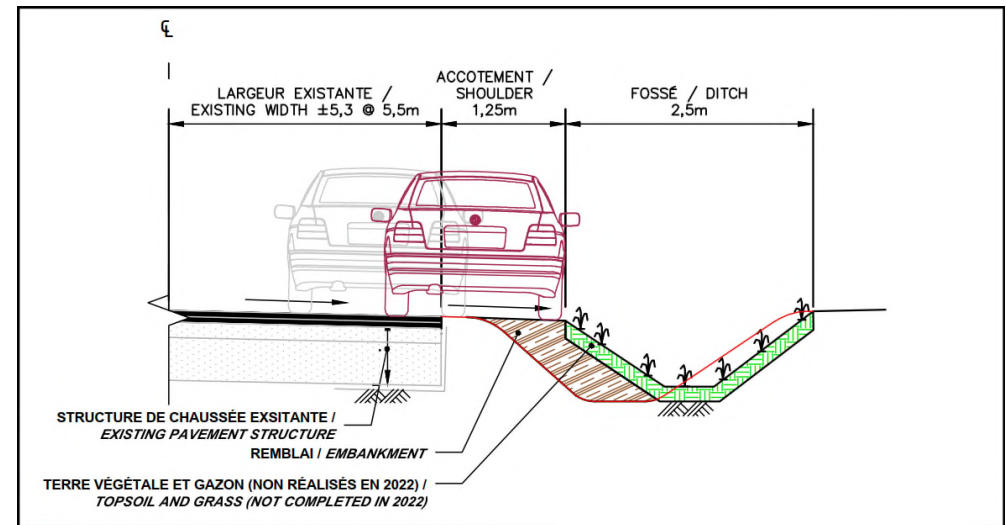 ℄
LARGEUR EXISTANTE /
EXISTING WIDTH ±5,3 @ 5,5m
ACCOTEMENT /
SHOULDER
1,25m
FOSSÉ / DITCH
2,5m
STRUCTURE DE CHAUSSÉE EXSITANTE /
EXISTING PAVEMENT STRUCTURE
REMBLAI / EMBANKMENT
TERRE VÉGÉTALE ET GAZON (NON RÉALISÉS EN 2022) /
TOPSOIL AND GRASS (NOT COMPLETED IN 2022)